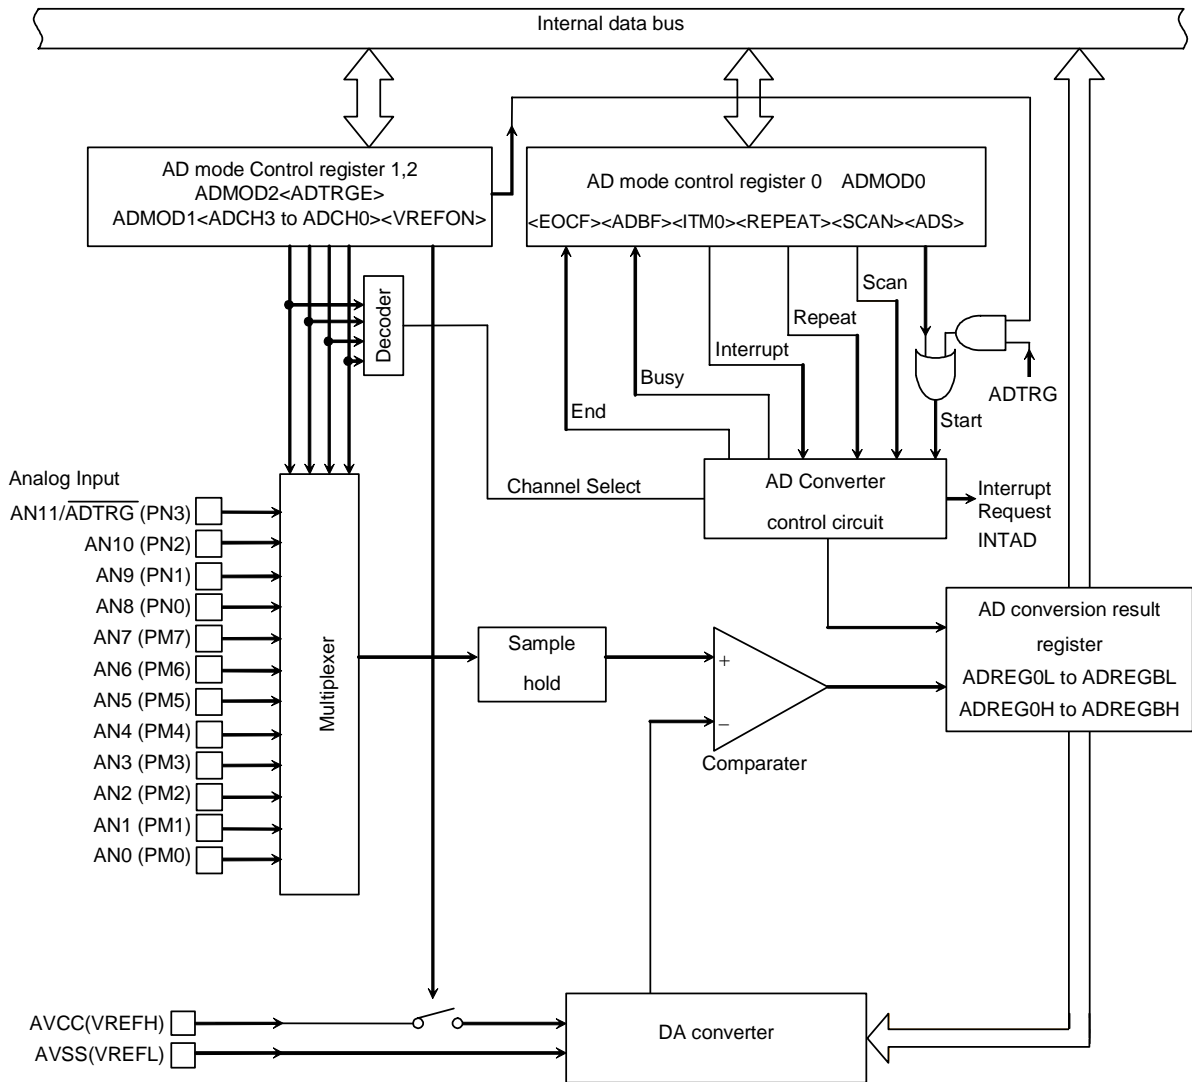 Internal data bus
AD mode Control register 1,2
ADMOD2<ADTRGE>
ADMOD1<ADCH3 to ADCH0><VREFON>
AD mode control register 0 ADMOD0
<EOCF><ADBF><ITM0><REPEAT><SCAN><ADS>
Decoder
Scan
Repeat
Interrupt
Busy
End
ADTRG
Start
Channel Select
AD Converter
control circuit
Interrupt
Request
INTAD
Analog Input
AN11/ADTRG (PN3)
AN10 (PN2)
AN9 (PN1)
AN8 (PN0)
AN7 (PM7)
AN6 (PM6)
AN5 (PM5)
AN4 (PM4)
AN3 (PM3)
AN2 (PM2)
AN1 (PM1)
AN0 (PM0)
Multiplexer
Sample
hold
+
−
Comparater
AD conversion result
register
ADREG0L to ADREGBL
ADREG0H to ADREGBH
AVCC(VREFH)
AVSS(VREFL)
DA converter